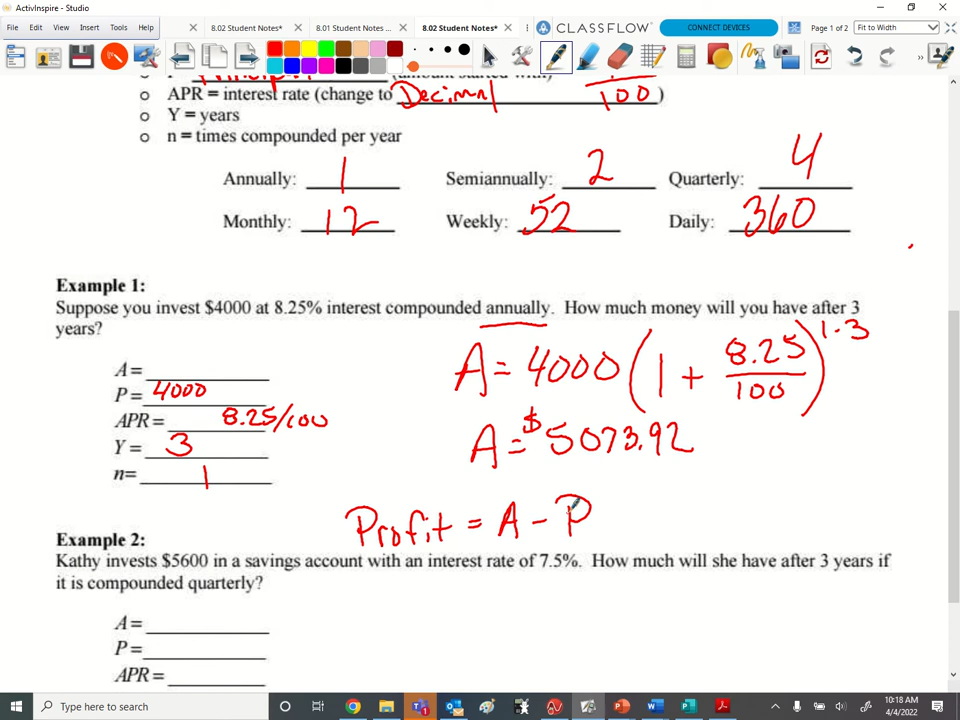 ActivInspire - Studio
File Edit View Insert Tools Help
8.02 Student Notes*
8.01 Student Notes ...
8.02 Student Notes*
CLASSFLOW
CONNECT DEVICES
Page 1 of 2
Fit to Width
APR = interest rate (change to Decimal 100)
Y = years
n = times compounded per year
Annually: 1 Semiannually: 2 Quarterly: 4
Monthly: 12 Weekly: 52 Daily: 360
Example 1:
Suppose you invest $4000 at 8.25% interest compounded annually. How much money will you have after 3
years?
A=
P= 4000
APR= 8.25/100
Y= 3
n= 1
A = 4000 (1 + 8.25/100)^1·3
A = $5073.92
Profit = A - P
Example 2:
Kathy invests $5600 in a savings account with an interest rate of 7.5%. How much will she have after 3 years if
it is compounded quarterly?
A=
P=
APR=
Type here to search
10:18 AM
4/4/2022